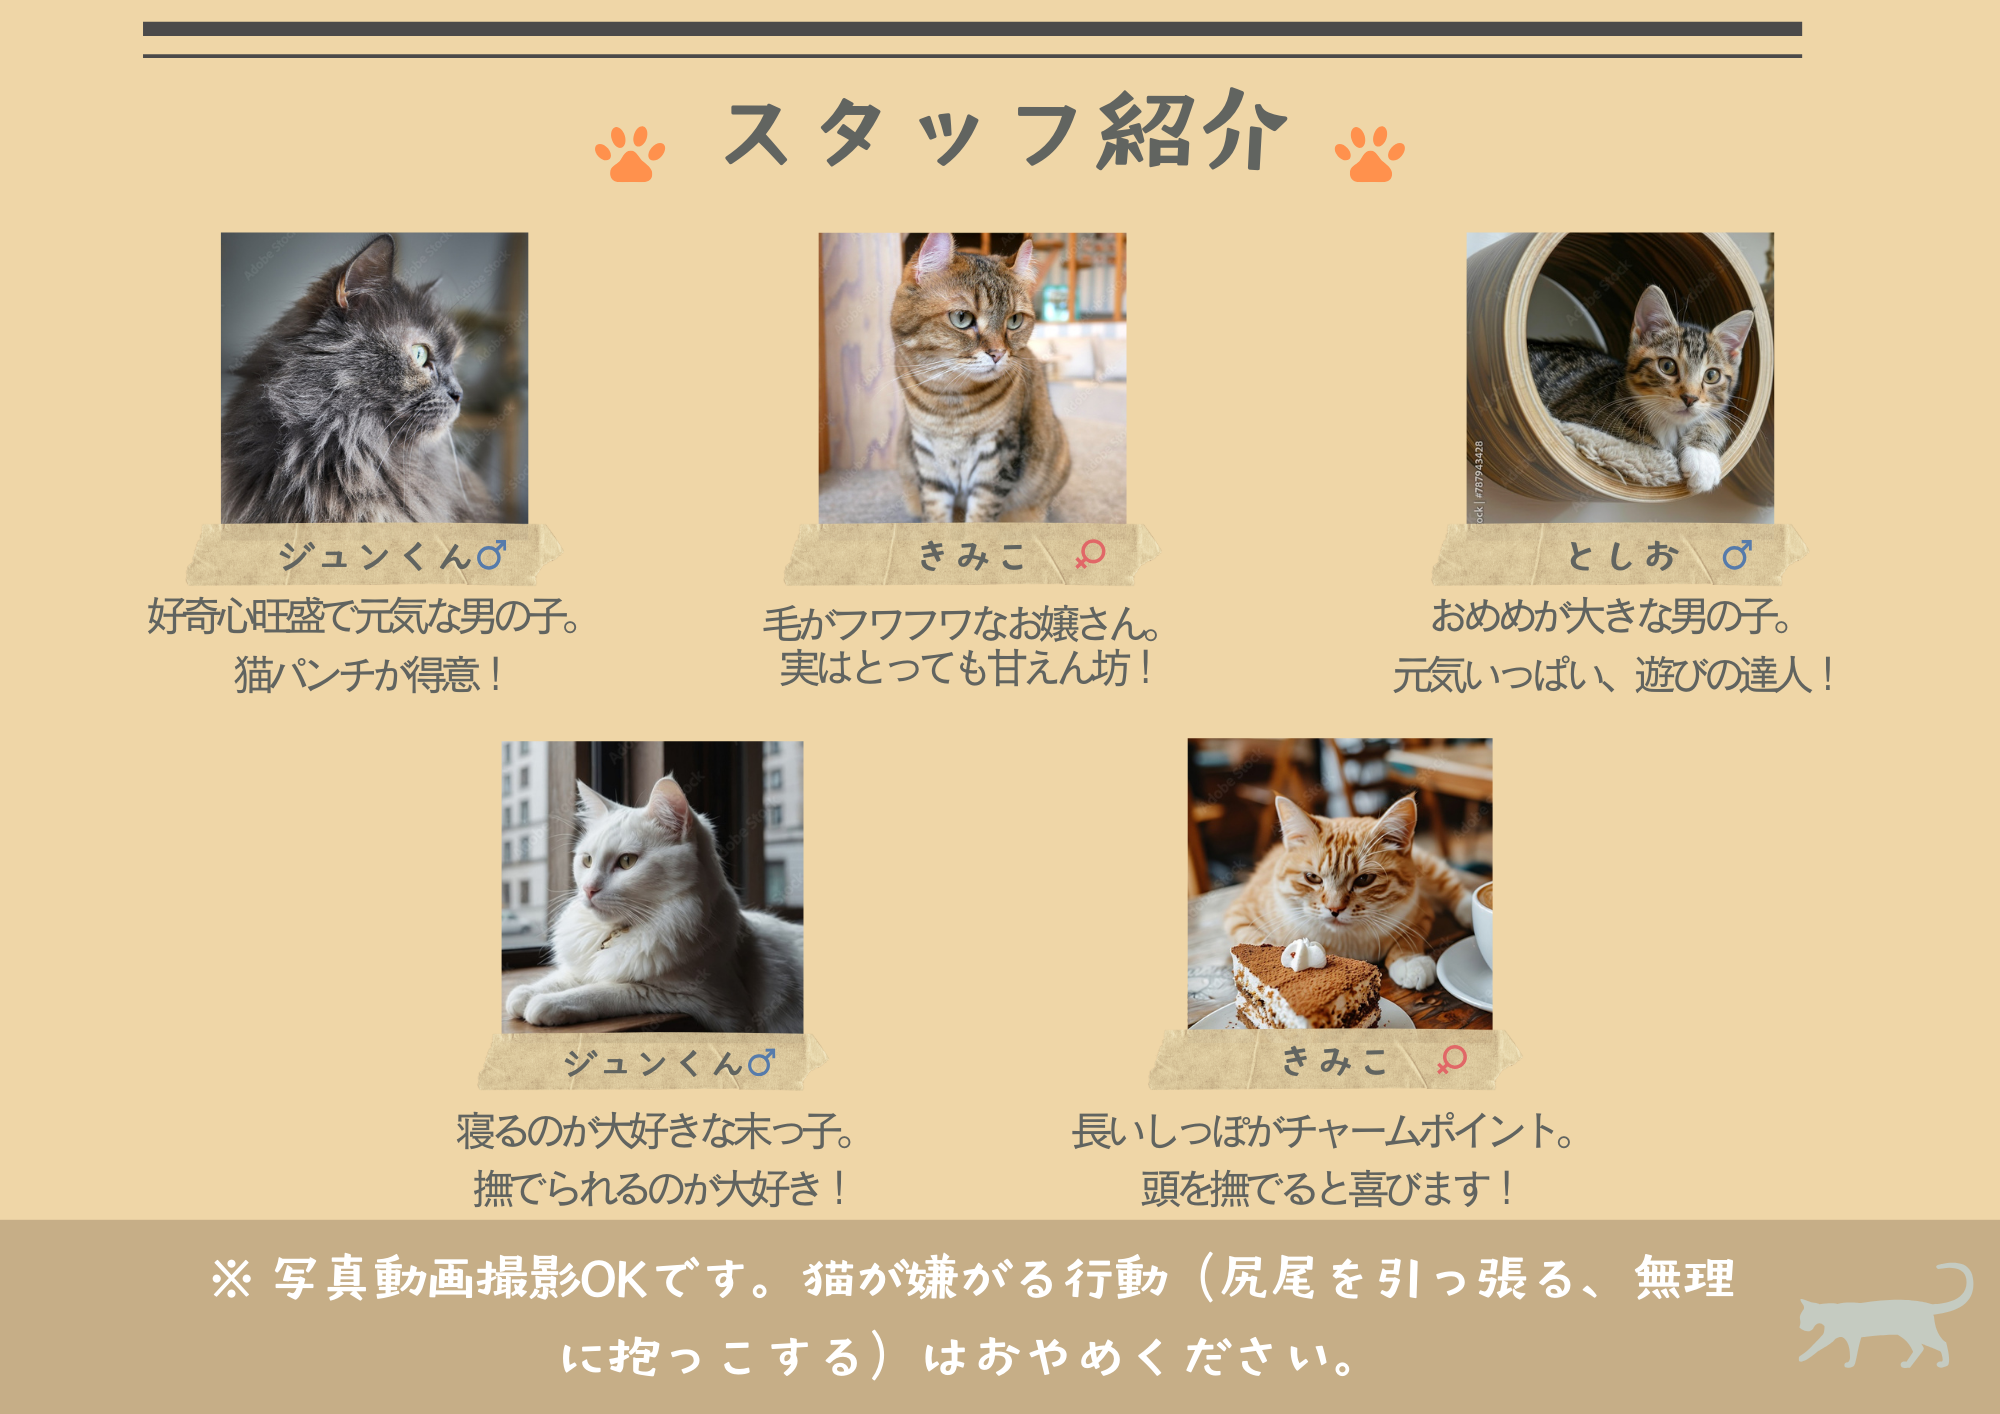 スタッフ紹介
ジュンくん♂
好奇心旺盛で元気な男の子。
猫パンチが得意！
きみこ ♀
毛がフワフワなお嬢さん。
実はとっても甘えん坊！
ock | #787943428
としお ♂
おめめが大きな男の子。
元気いっぱい、遊びの達人！
ジュンくん♂
寝るのが大好きな末っ子。
撫でられるのが大好き！
きみこ ♀
長いしっぽがチャームポイント。
頭を撫でると喜びます！
※ 写真動画撮影OKです。猫が嫌がる行動（尻尾を引っ張る、無理
に抱っこする）はおやめください。